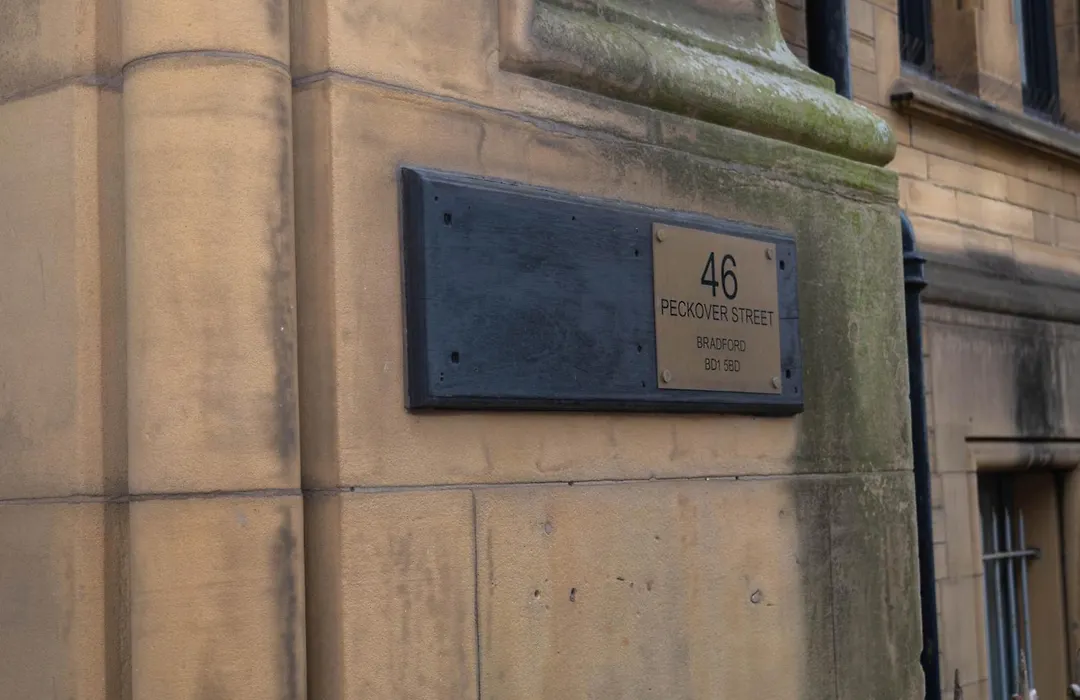 46
PECKOVER STREET
BRADFORD
BD1 5BD